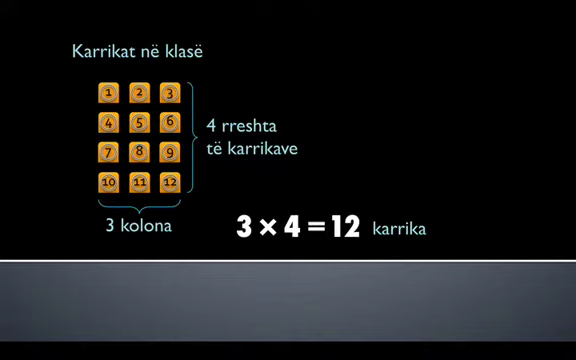 Karrikat në klasë
1 2 3
4 5 6
7 8 9
10 11 12
4 rreshta
të karrikave
3 kolona
3 × 4 = 12 karrika